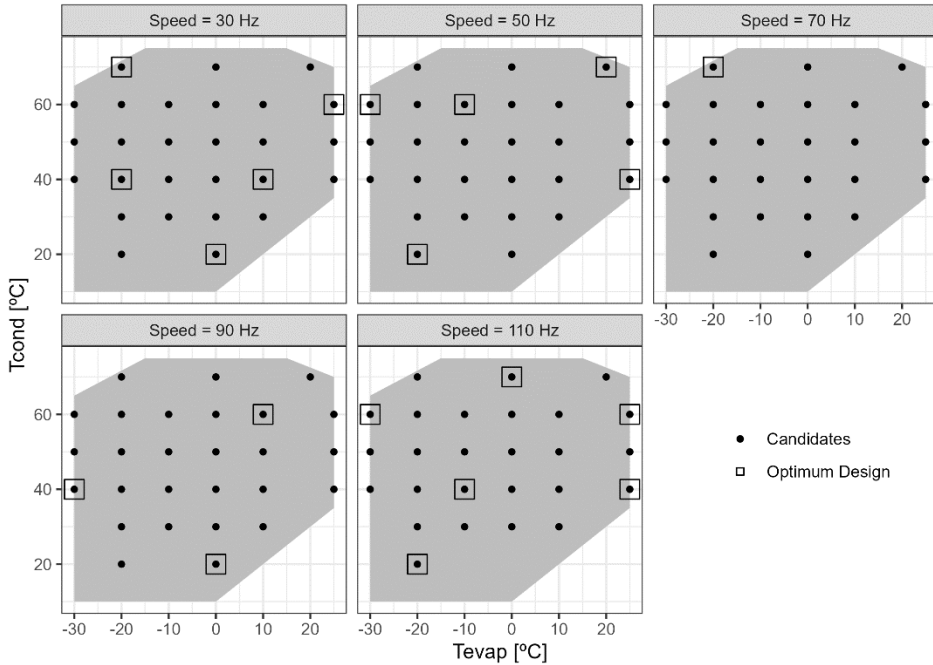 Speed = 30 Hz
Speed = 50 Hz
Speed = 70 Hz
60
40
20
-30 -20 -10 0 10 20
Speed = 90 Hz
Speed = 110 Hz
60
40
20
-30 -20 -10 0 10 20
-30 -20 -10 0 10 20
Tcond [ºC]
Tevap [ºC]
Candidates
Optimum Design